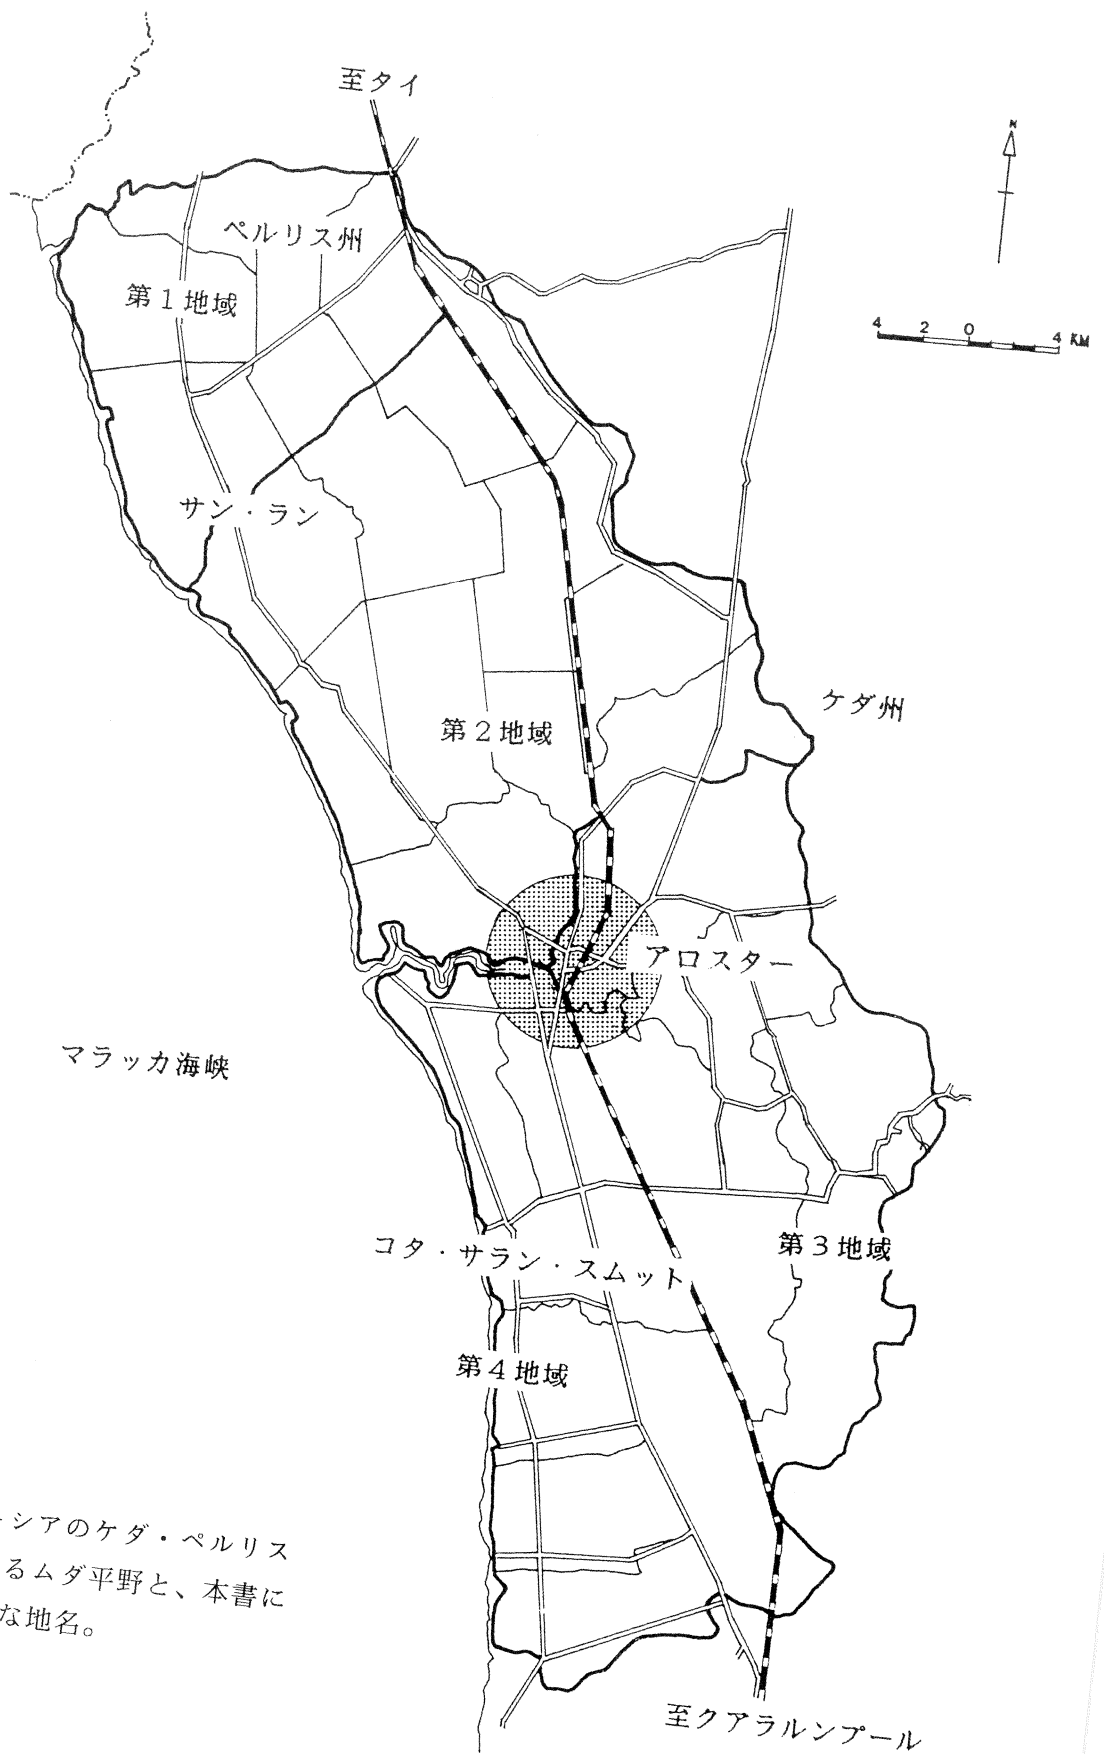 至タイ
N
ペルリス州
第1地域
4 2 0 4 KM
サン・ラン
ケダ州
第2地域
アロスター
マラッカ海峡
コタ・サラン・スムット
第3地域
第4地域
シアのケダ・ペルリス
るムダ平野と、本書に
な地名。
至クアラルンプール